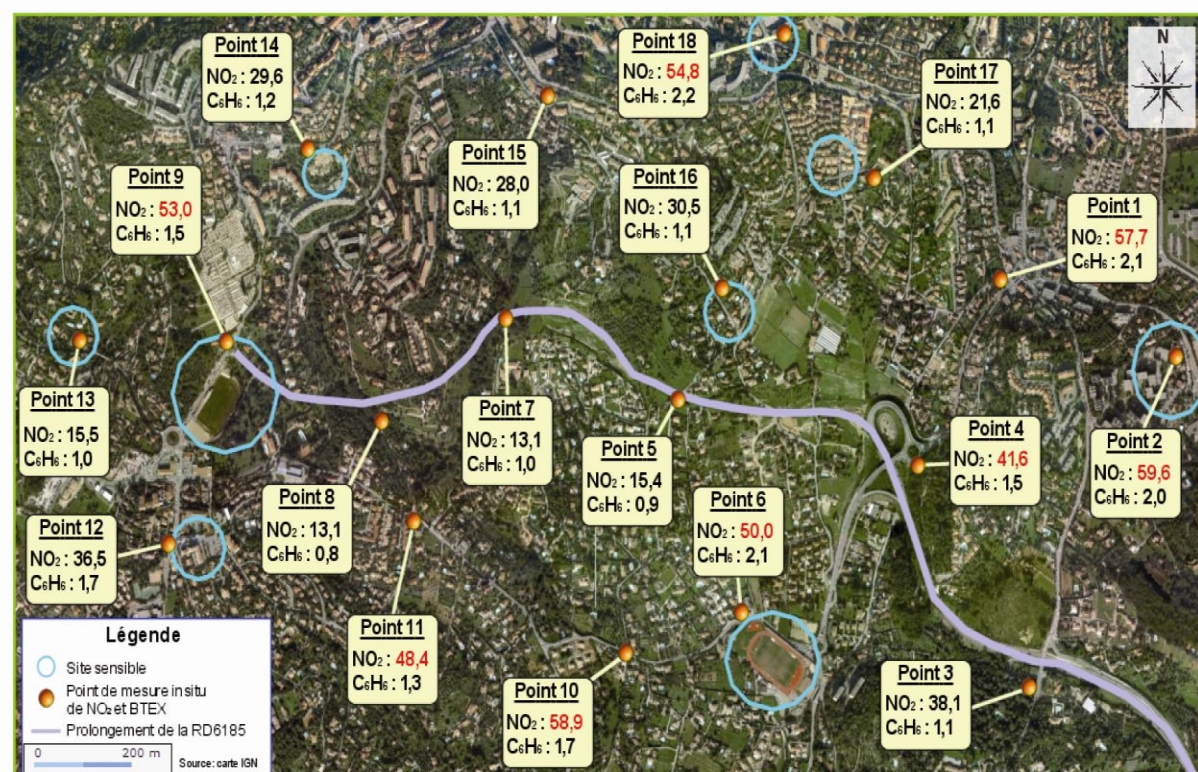 Point 14
NO₂ : 29,6
C₆H₆ : 1,2
Point 18
NO₂ : 54,8
C₆H₆ : 2,2
Point 17
NO₂ : 21,6
C₆H₆ : 1,1
N
Point 9
NO₂ : 53,0
C₆H₆ : 1,5
Point 15
NO₂ : 28,0
C₆H₆ : 1,1
Point 16
NO₂ : 30,5
C₆H₆ : 1,1
Point 1
NO₂ : 57,7
C₆H₆ : 2,1
Point 13
NO₂ : 15,5
C₆H₆ : 1,0
Point 7
NO₂ : 13,1
C₆H₆ : 1,0
Point 5
NO₂ : 15,4
C₆H₆ : 0,9
Point 4
NO₂ : 41,6
C₆H₆ : 1,5
Point 2
NO₂ : 59,6
C₆H₆ : 2,0
Point 12
NO₂ : 36,5
C₆H₆ : 1,7
Point 8
NO₂ : 13,1
C₆H₆ : 0,8
Point 6
NO₂ : 50,0
C₆H₆ : 2,1
Point 11
NO₂ : 48,4
C₆H₆ : 1,3
Point 10
NO₂ : 58,9
C₆H₆ : 1,7
Point 3
NO₂ : 38,1
C₆H₆ : 1,1
Légende
Site sensible
Point de mesure in situ
de NO₂ et BTEX
Prolongement de la RD6185
0 200 m
Source : carte IGN